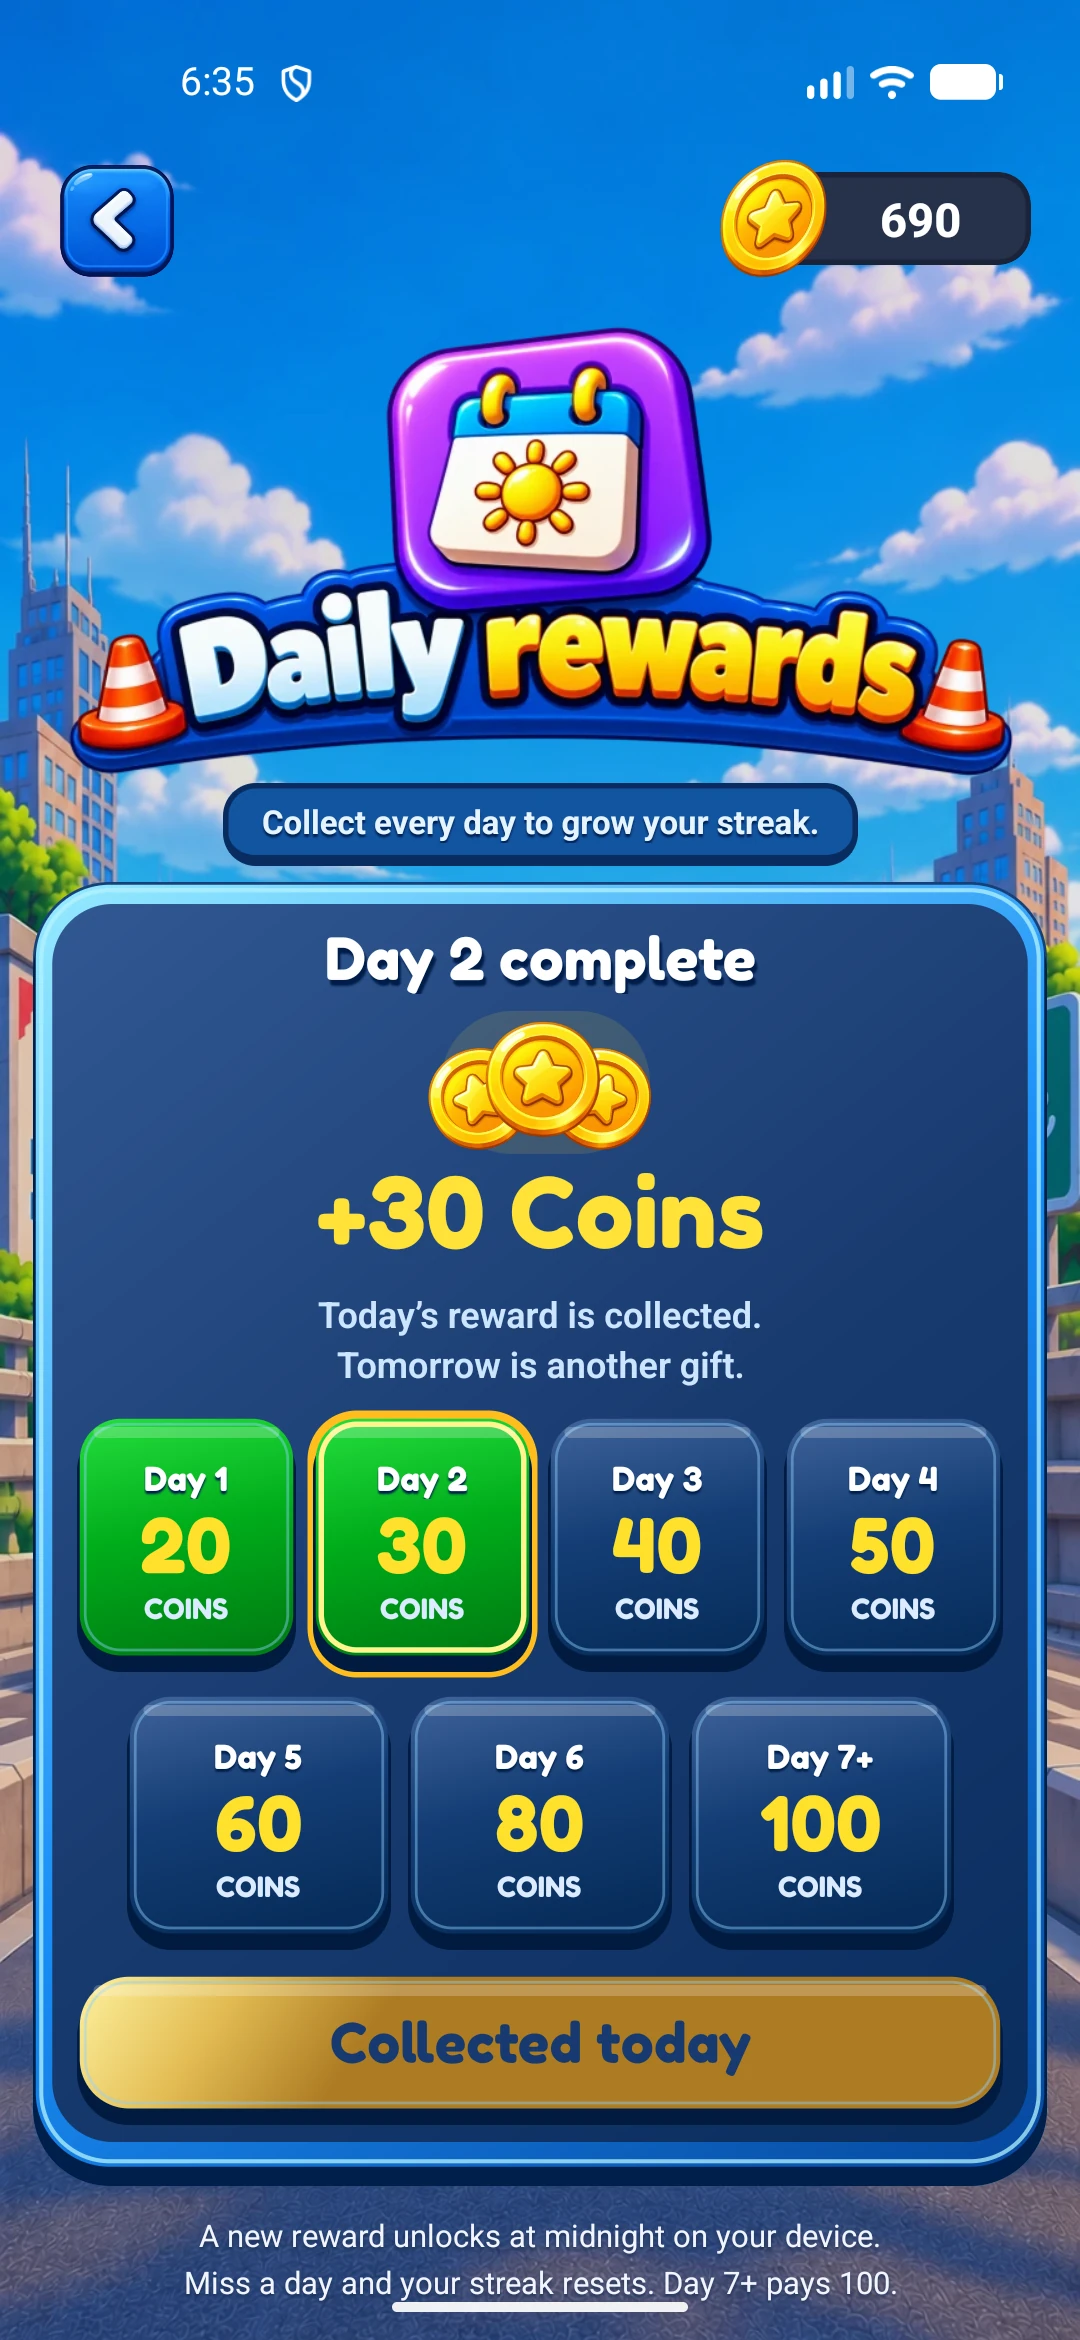 6:35
690
Daily rewards
Collect every day to grow your streak.
Day 2 complete
+30 Coins
Today’s reward is collected.
Tomorrow is another gift.
Day 1
20
COINS
Day 2
30
COINS
Day 3
40
COINS
Day 4
50
COINS
Day 5
60
COINS
Day 6
80
COINS
Day 7+
100
COINS
Collected today
A new reward unlocks at midnight on your device.
Miss a day and your streak resets. Day 7+ pays 100.